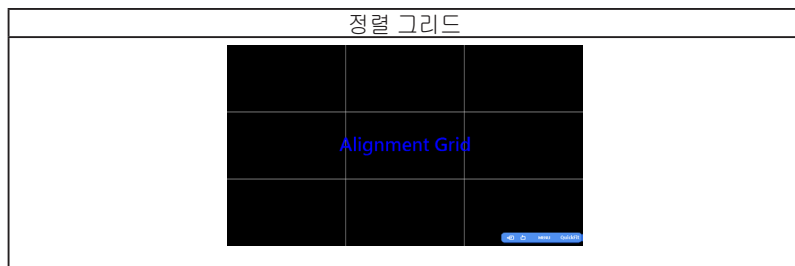 정렬 그리드
Alignment Grid
MENU QuickFit